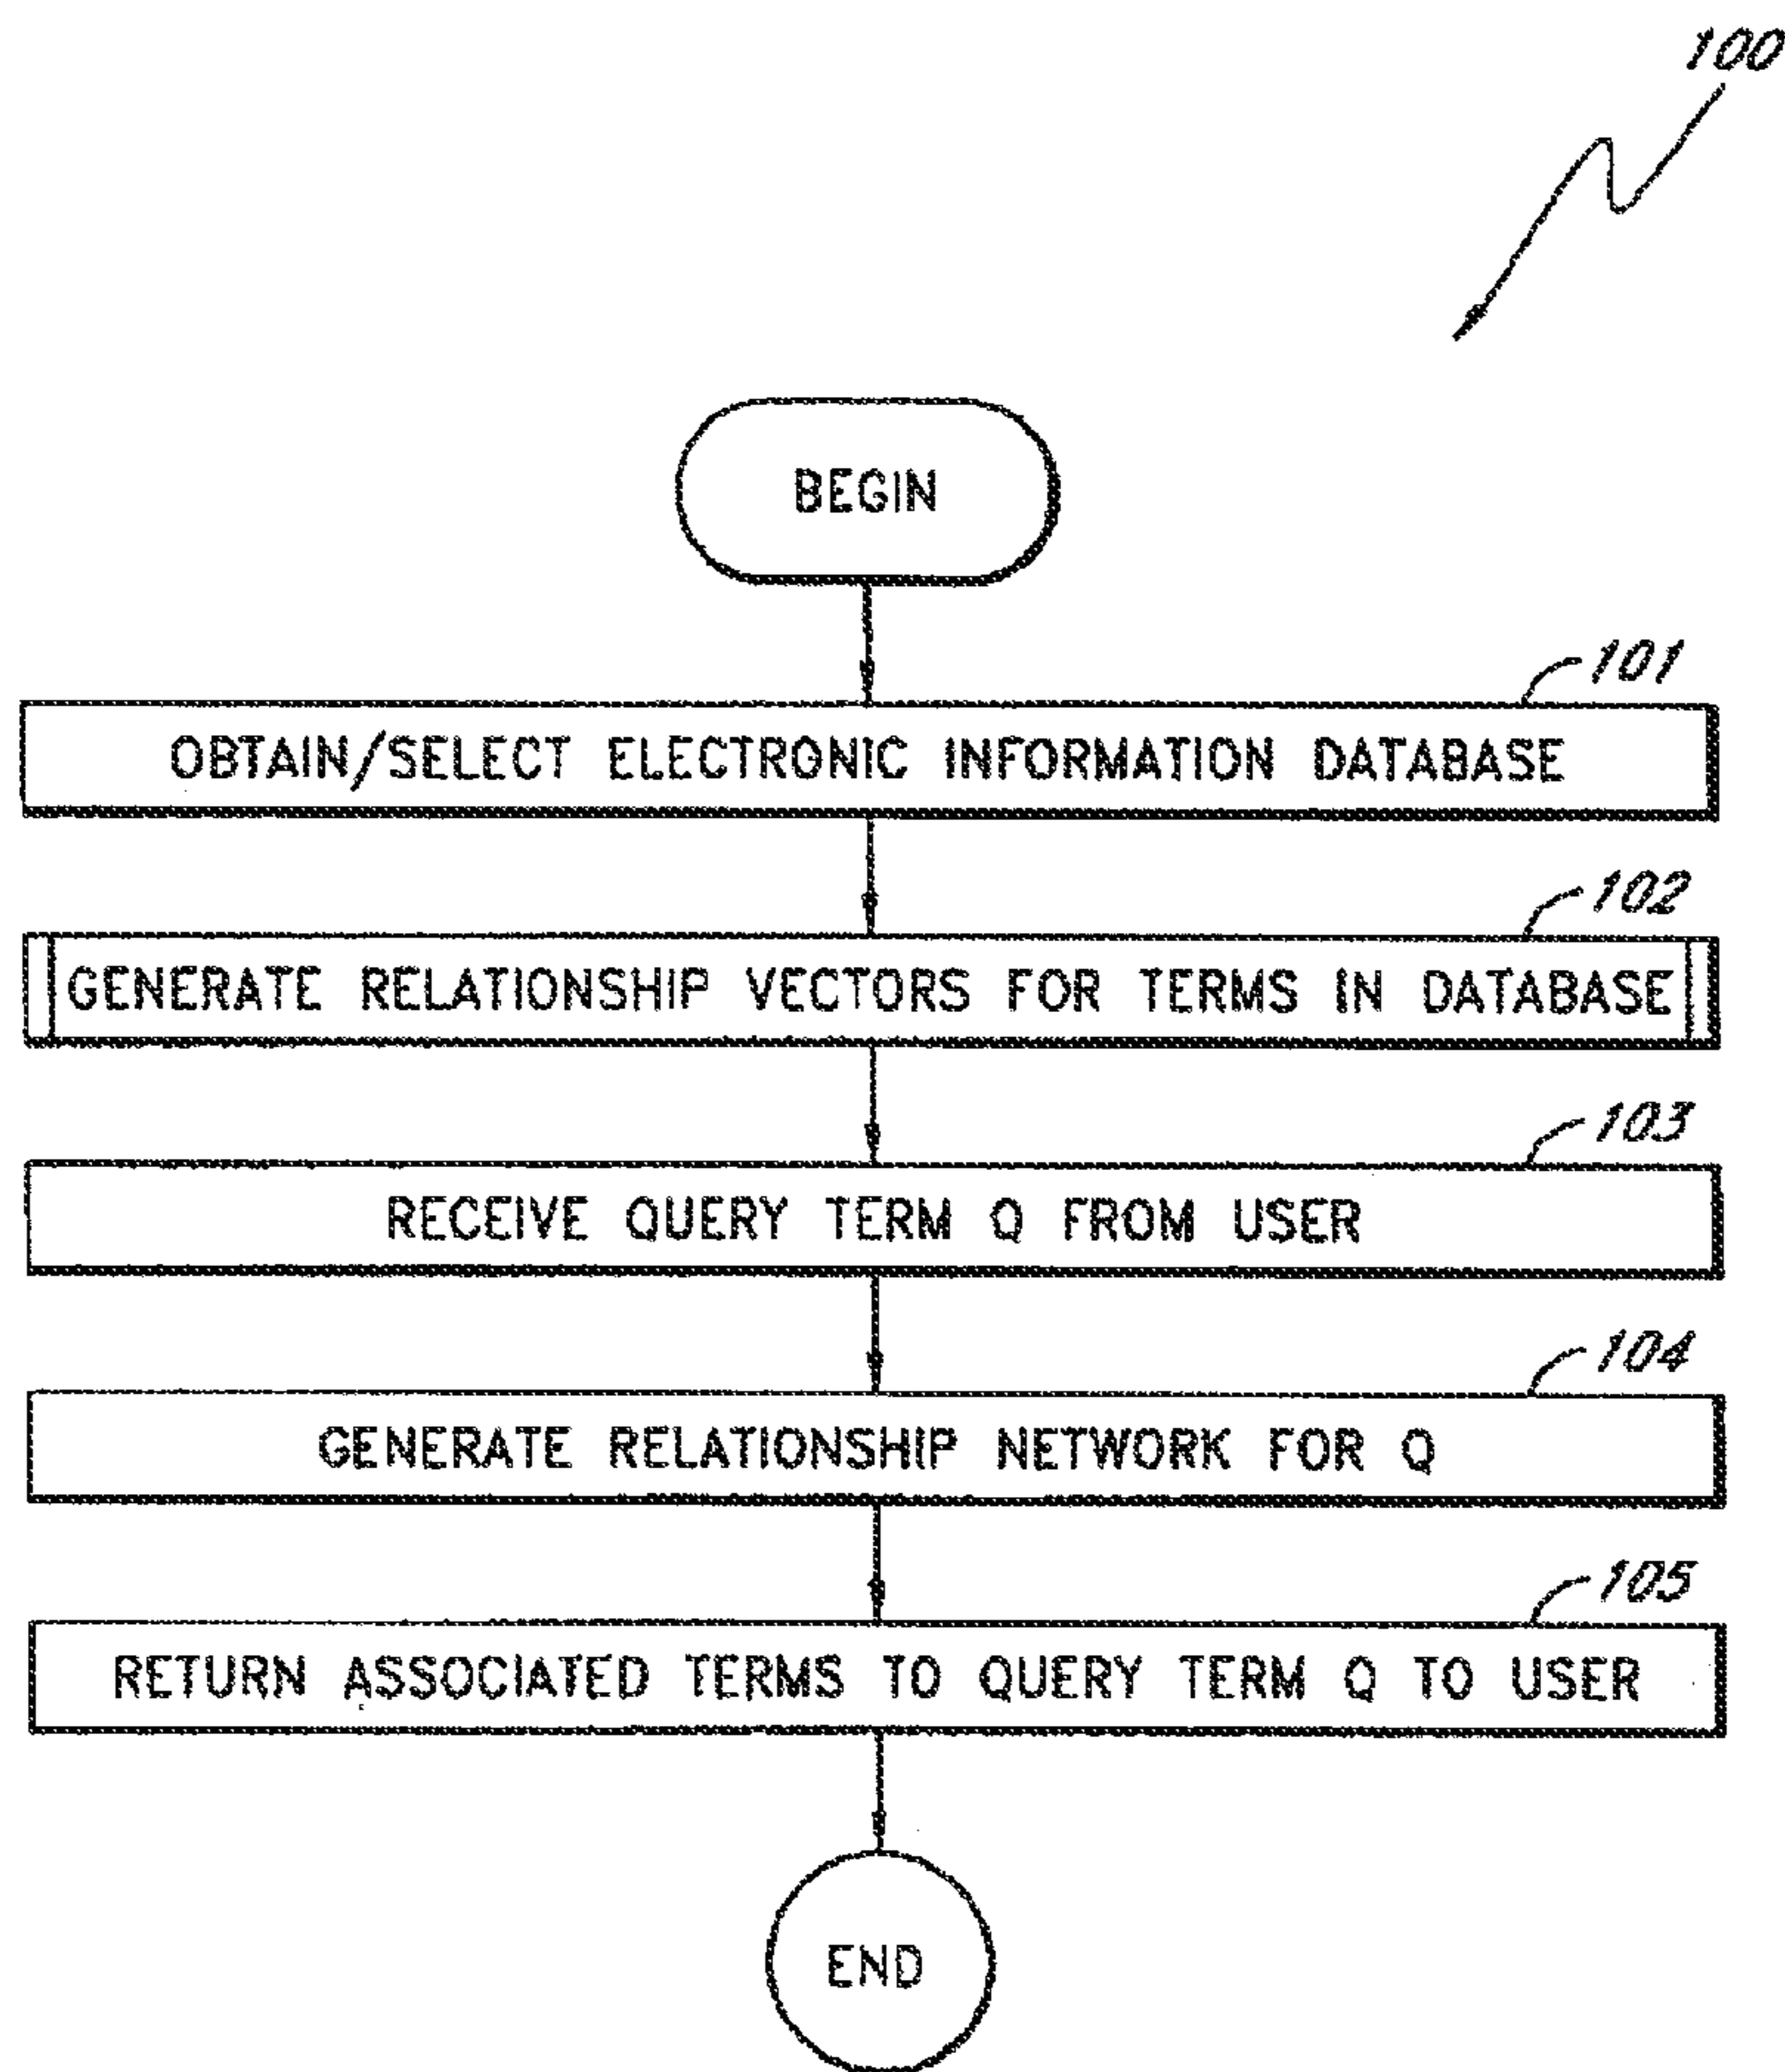 100
BEGIN
101
OBTAIN/SELECT ELECTRONIC INFORMATION DATABASE
102
GENERATE RELATIONSHIP VECTORS FOR TERMS IN DATABASE
103
RECEIVE QUERY TERM Q FROM USER
104
GENERATE RELATIONSHIP NETWORK FOR Q
105
RETURN ASSOCIATED TERMS TO QUERY TERM Q TO USER
END